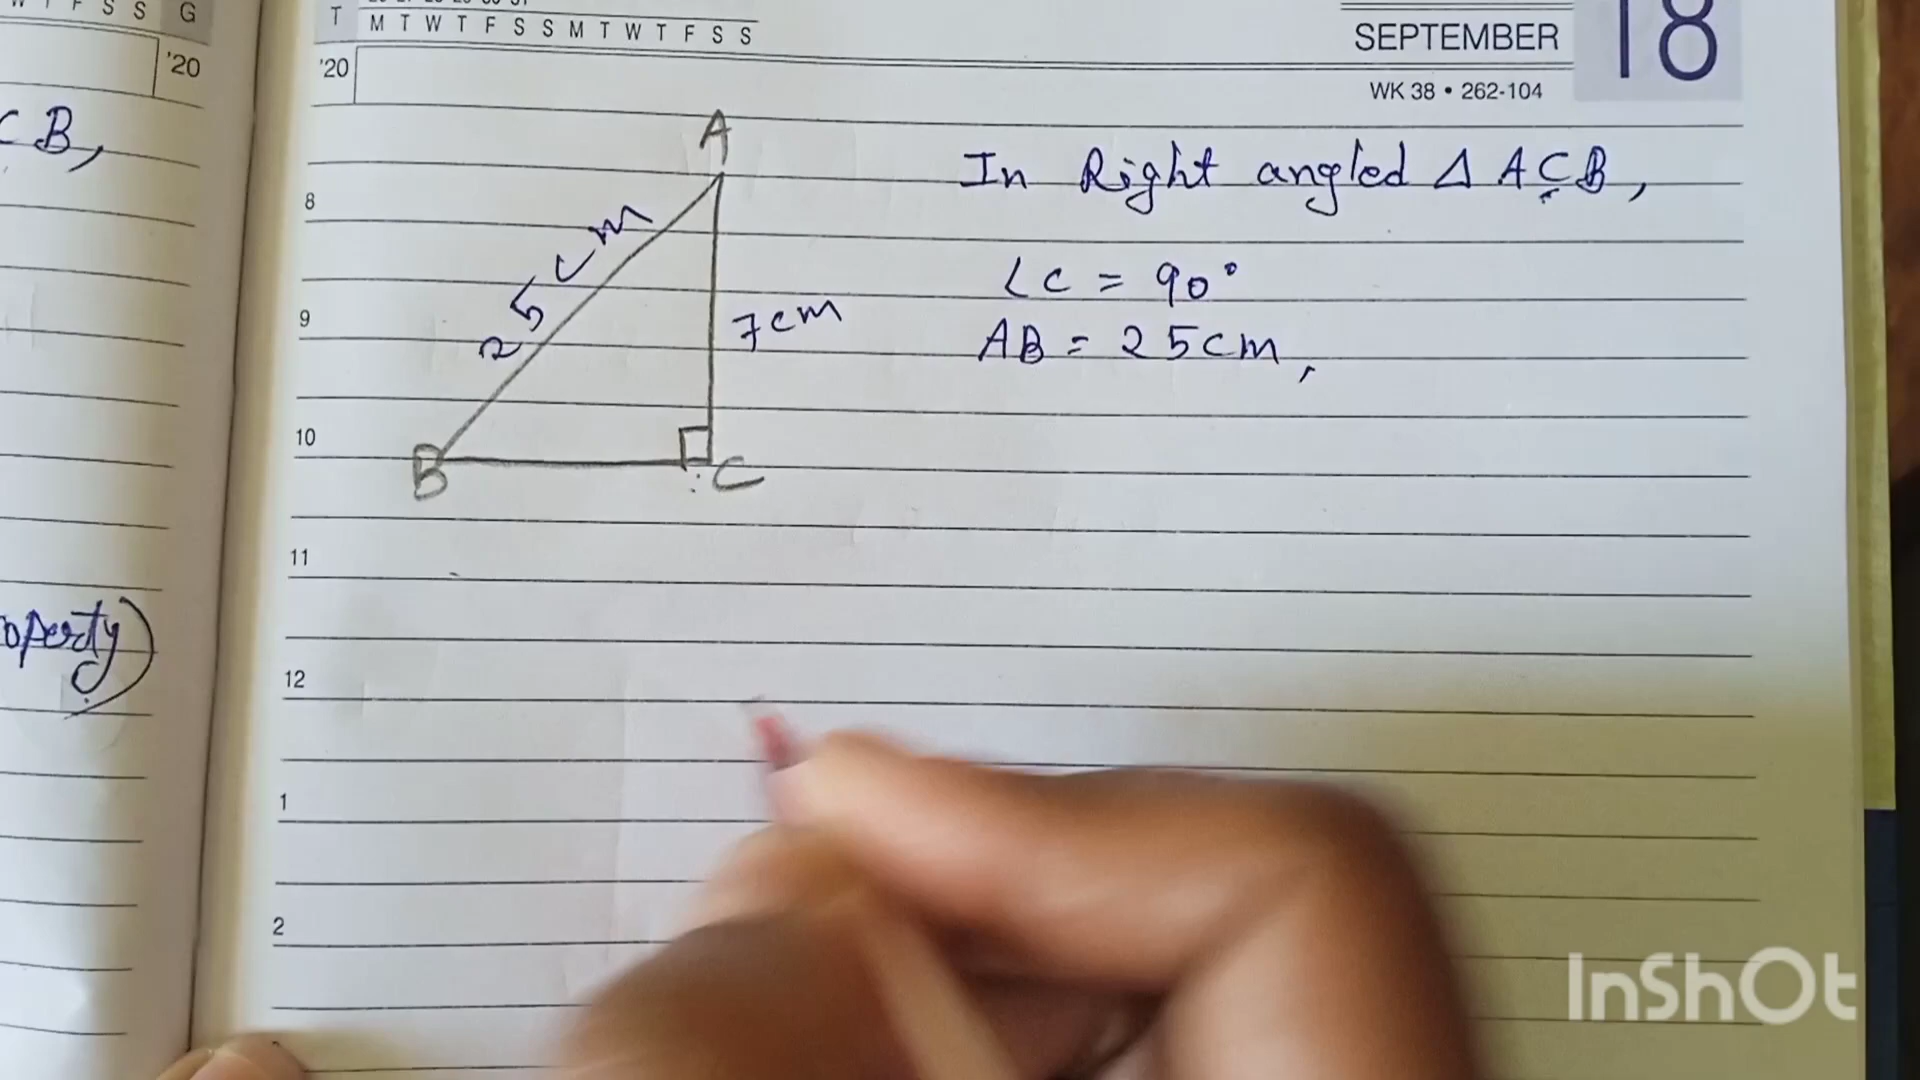 S S G
'20
C B,
operty)
T M T W T F S S M T W T F S S
'20
SEPTEMBER 18
WK 38 • 262-104
A
In Right angled Δ ACB,
8
25cm
∠C = 90°
9
7cm
AB = 25cm,
10
B
C
11
12
1
2
InShOt